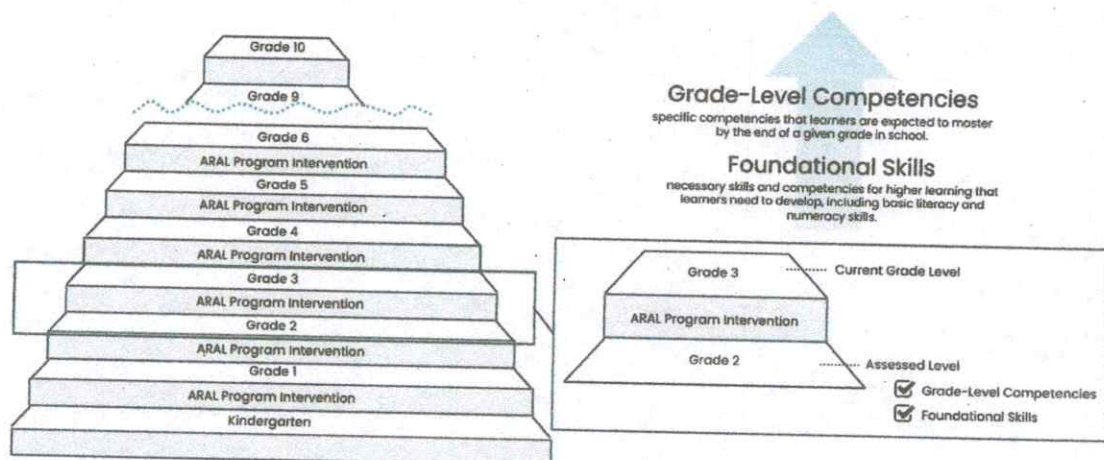 Grade 10
Grade 9
Grade 6
ARAL Program Intervention
Grade 5
ARAL Program Intervention
Grade 4
ARAL Program Intervention
Grade 3
ARAL Program Intervention
Grade 2
ARAL Program Intervention
Grade 1
ARAL Program Intervention
Kindergarten
Grade-Level Competencies
specific competencies that learners are expected to master
by the end of a given grade in school.
Foundational Skills
necessary skills and competencies for higher learning that
learners need to develop, including basic literacy and
numeracy skills.
Grade 3
Current Grade Level
ARAL Program Intervention
Grade 2
Assessed Level
Grade-Level Competencies
Foundational Skills